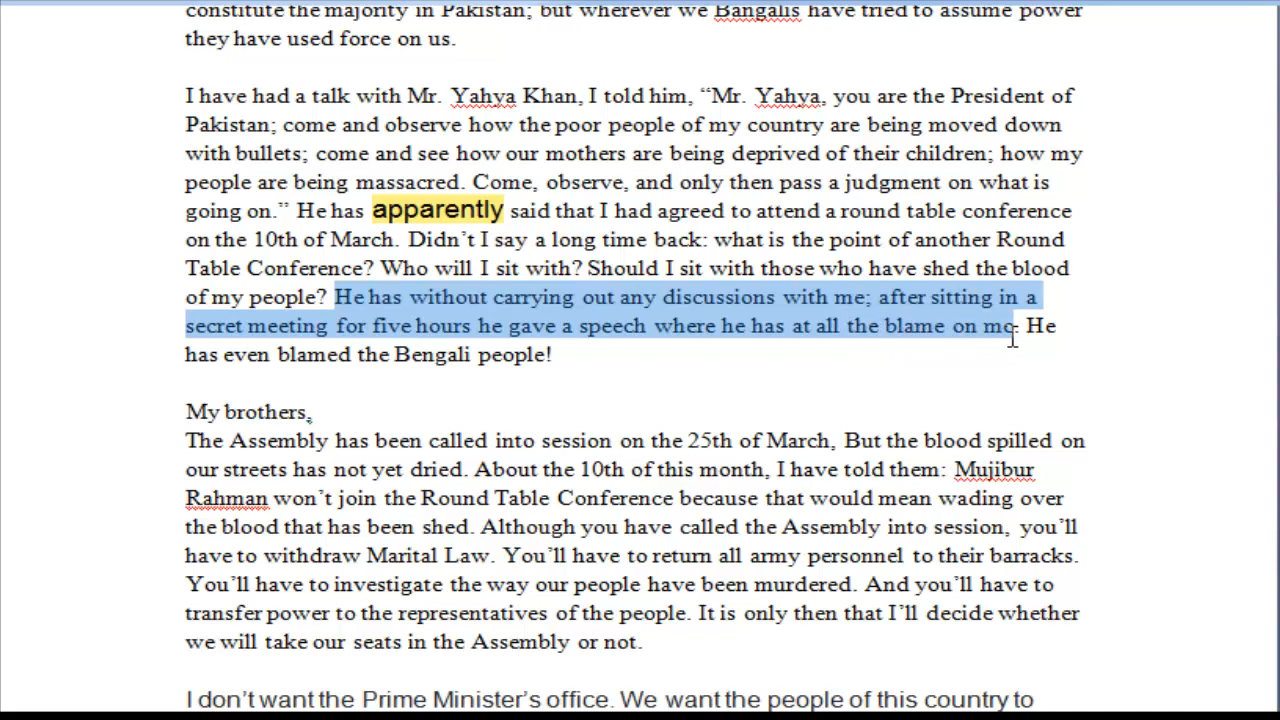 constitute the majority in Pakistan; but wherever we Bangalis have tried to assume power
they have used force on us.
I have had a talk with Mr. Yahya Khan, I told him, “Mr. Yahya, you are the President of
Pakistan; come and observe how the poor people of my country are being moved down
with bullets; come and see how our mothers are being deprived of their children; how my
people are being massacred. Come, observe, and only then pass a judgment on what is
going on.” He has apparently said that I had agreed to attend a round table conference
on the 10th of March. Didn’t I say a long time back: what is the point of another Round
Table Conference? Who will I sit with? Should I sit with those who have shed the blood
of my people? He has without carrying out any discussions with me; after sitting in a
secret meeting for five hours he gave a speech where he has at all the blame on me. He
has even blamed the Bengali people!
My brothers,
The Assembly has been called into session on the 25th of March, But the blood spilled on
our streets has not yet dried. About the 10th of this month, I have told them: Mujibur
Rahman won’t join the Round Table Conference because that would mean wading over
the blood that has been shed. Although you have called the Assembly into session, you’ll
have to withdraw Marital Law. You’ll have to return all army personnel to their barracks.
You’ll have to investigate the way our people have been murdered. And you’ll have to
transfer power to the representatives of the people. It is only then that I’ll decide whether
we will take our seats in the Assembly or not.
I don’t want the Prime Minister’s office. We want the people of this country to